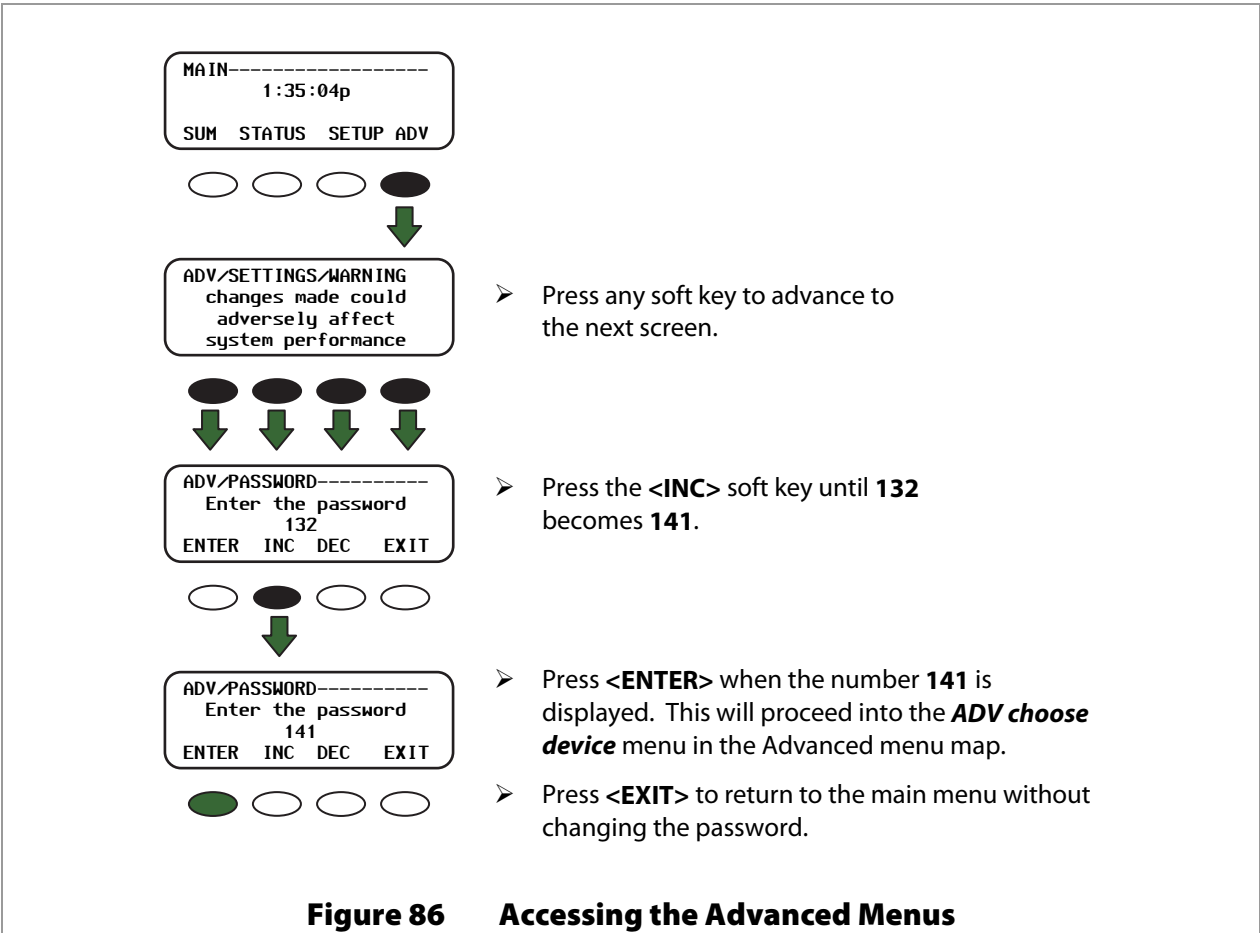 MAIN-------------------
1:35:04p
SUM STATUS SETUP ADV
ADV/SETTINGS/WARNING
changes made could
adversely affect
system performance
➢ Press any soft key to advance to
the next screen.
ADV/PASSWORD----------
Enter the password
132
ENTER INC DEC EXIT
➢ Press the <INC> soft key until 132
becomes 141.
ADV/PASSWORD----------
Enter the password
141
ENTER INC DEC EXIT
➢ Press <ENTER> when the number 141 is
displayed. This will proceed into the ADV choose
device menu in the Advanced menu map.
➢ Press <EXIT> to return to the main menu without
changing the password.
Figure 86 Accessing the Advanced Menus